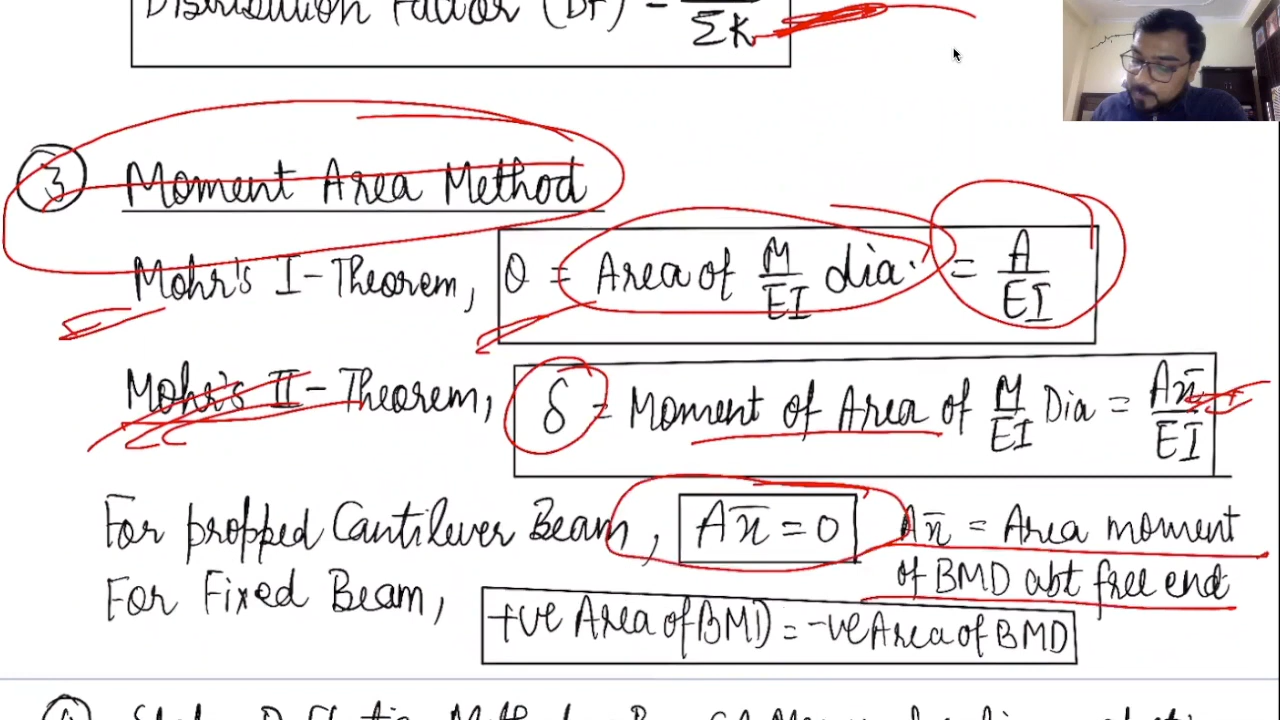 Distribution Factor (DF) = ΣK
3 Moment Area Method
Mohr's I-Theorem, θ = Area of M/EI dia. = A/EI
Mohr's II-Theorem, δ = Moment of Area of M/EI Dia = Ax̄/EI
For propped Cantilever Beam, Ax̄ = 0 Ax̄ = Area moment
of BMD abt free end
For Fixed Beam, +ve Area of BMD = -ve Area of BMD